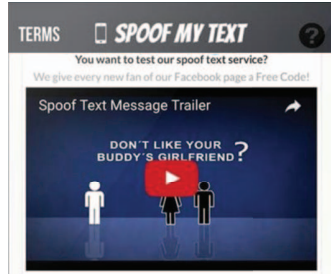 TERMS SPOOF MY TEXT ?
You want to test our spoof text service?
We give every new fan of our Facebook page a Free Code!
Spoof Text Message Trailer
DON'T LIKE YOUR
BUDDY'S GIRLFRIEND ?